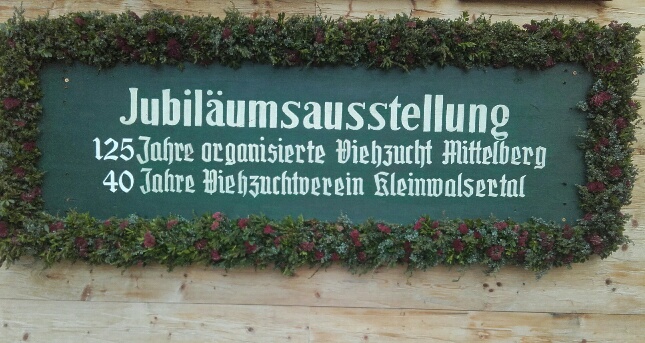 Jubiläumsausstellung
125 Jahre organisierte Viehzucht Mittelberg
40 Jahre Viehzuchtverein Kleinwalsertal